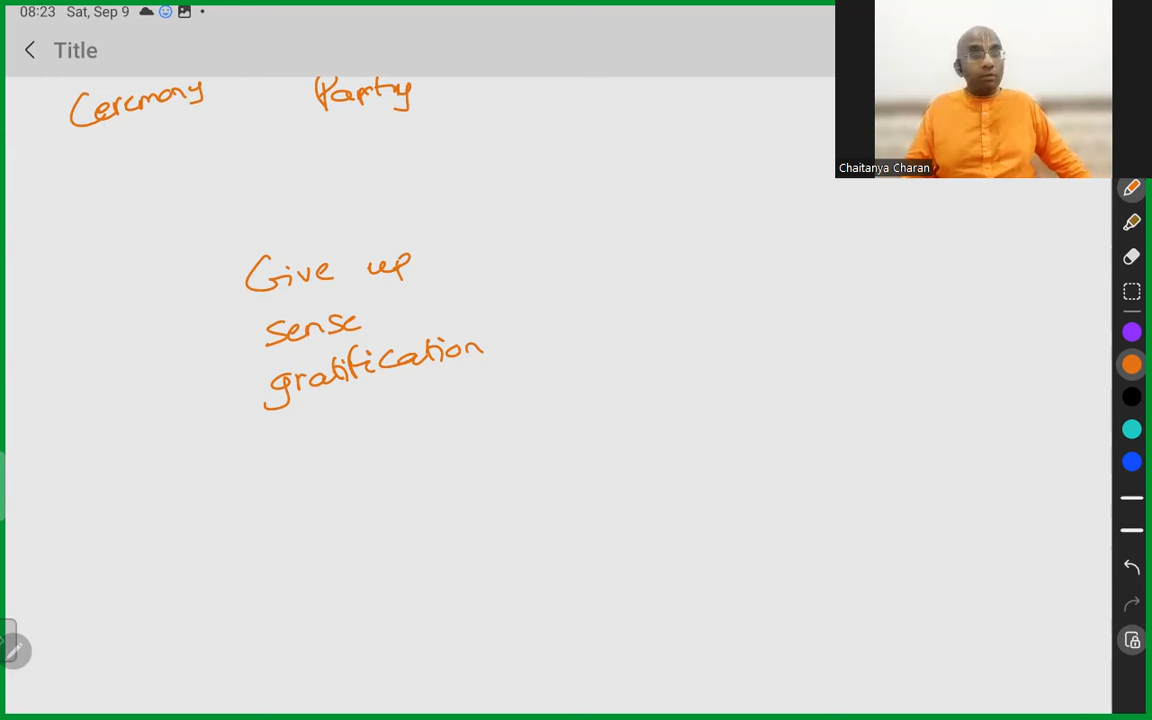 08:23 Sat, Sep 9
Title
Ceremony Party
Chaitanya Charan
Give up
sense
gratification